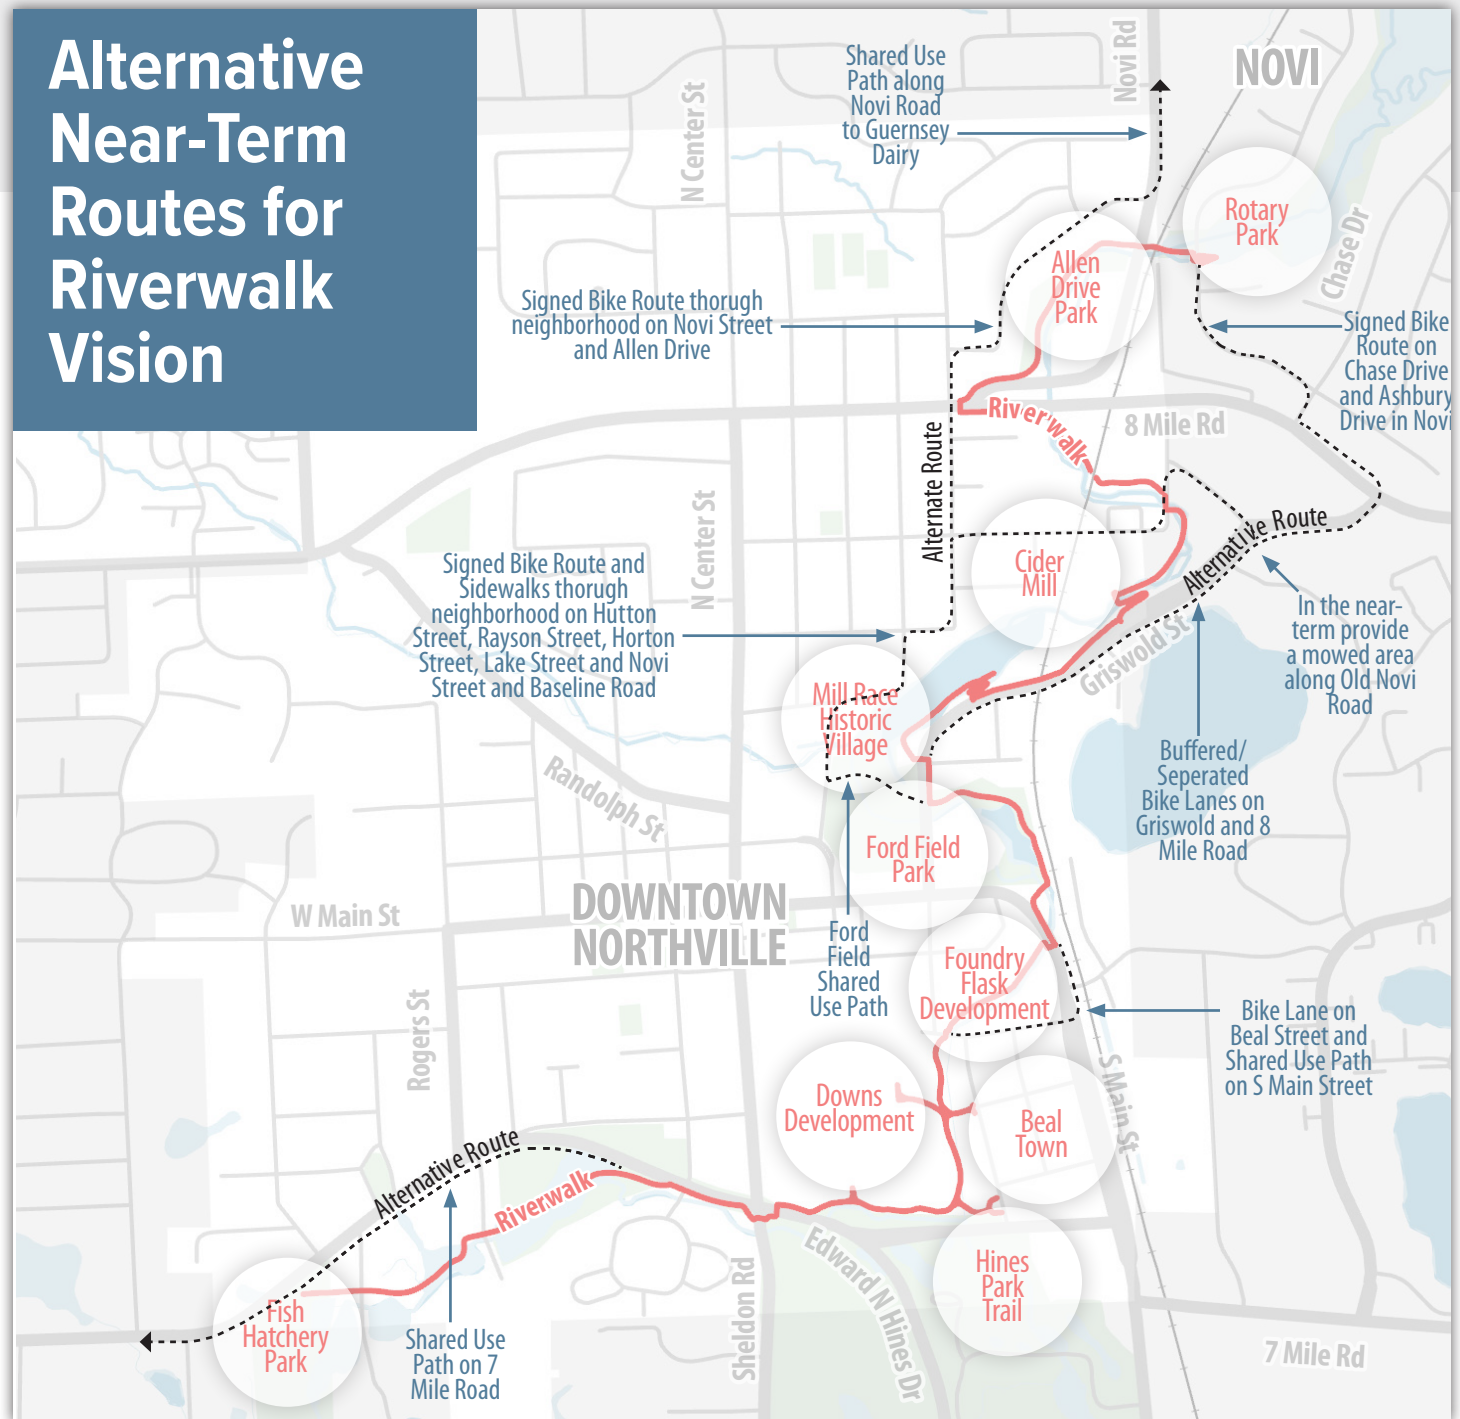 Alternative
Near-Term
Routes for
Riverwalk
Vision
Shared Use
Path along
Novi Road
to Guernsey
Dairy
Novi Rd
NOVI
N Center St
Rotary
Park
Chase Dr
Allen
Drive
Park
Signed Bike Route thorugh
neighborhood on Novi Street
and Allen Drive
Signed Bike
Route on
Chase Drive
and Ashbury
Drive in Novi
Riverwalk
8 Mile Rd
Alternate Route
N Center St
Alternative Route
Cider
Mill
Signed Bike Route and
Sidewalks thorugh
neighborhood on Hutton
Street, Rayson Street, Horton
Street, Lake Street and Novi
Street and Baseline Road
In the near-
term provide
a mowed area
along Old Novi
Road
Griswold St
Mill Race
Historic
Village
Buffered/
Seperated
Bike Lanes on
Griswold and 8
Mile Road
Randolph St
Ford Field
Park
W Main St
DOWNTOWN
NORTHVILLE
Ford
Field
Shared
Use Path
Foundry
Flask
Development
Rogers St
Bike Lane on
Beal Street and
Shared Use Path
on S Main Street
Downs
Development
Beal
Town
S Main St
Alternative Route
Riverwalk
Edward N Hines Dr
Sheldon Rd
Hines
Park
Trail
Fish
Hatchery
Park
Shared Use
Path on 7
Mile Road
7 Mile Rd